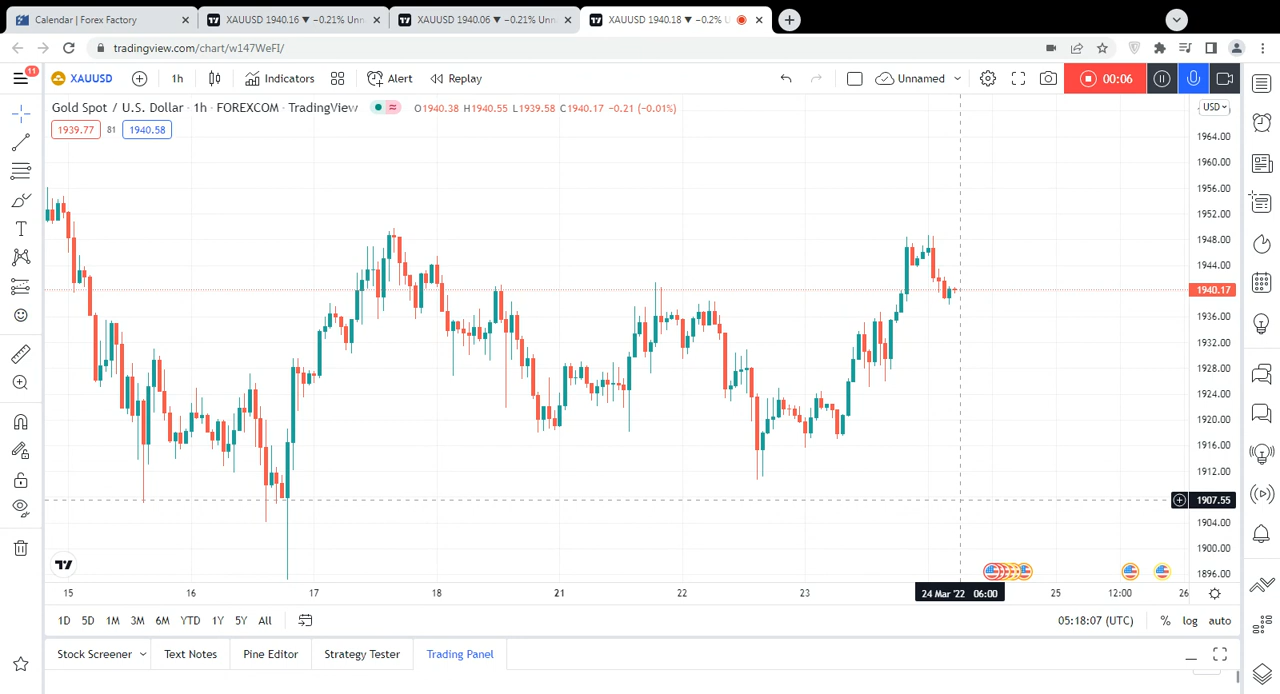 Calendar | Forex Factory
XAUUSD 1940.16 ▼ −0.21% Unn
XAUUSD 1940.06 ▼ −0.21% Unn
XAUUSD 1940.18 ▼ −0.2% U
tradingview.com/chart/w147WeFI/
11
XAUUSD
1h
Indicators
Alert
Replay
Unnamed
00:06
Gold Spot / U.S. Dollar · 1h · FOREXCOM · TradingView
O1940.38 H1940.55 L1939.58 C1940.17 −0.21 (−0.01%)
USD
1939.77
81
1940.58
1964.00
1960.00
1956.00
1952.00
1948.00
1944.00
1940.17
1936.00
1932.00
1928.00
1924.00
1920.00
1916.00
1912.00
1907.55
1904.00
1900.00
1896.00
15
16
17
18
21
22
23
24 Mar '22 06:00
25
12:00
26
1D 5D 1M 3M 6M YTD 1Y 5Y All
05:18:07 (UTC)
% log auto
Stock Screener
Text Notes
Pine Editor
Strategy Tester
Trading Panel